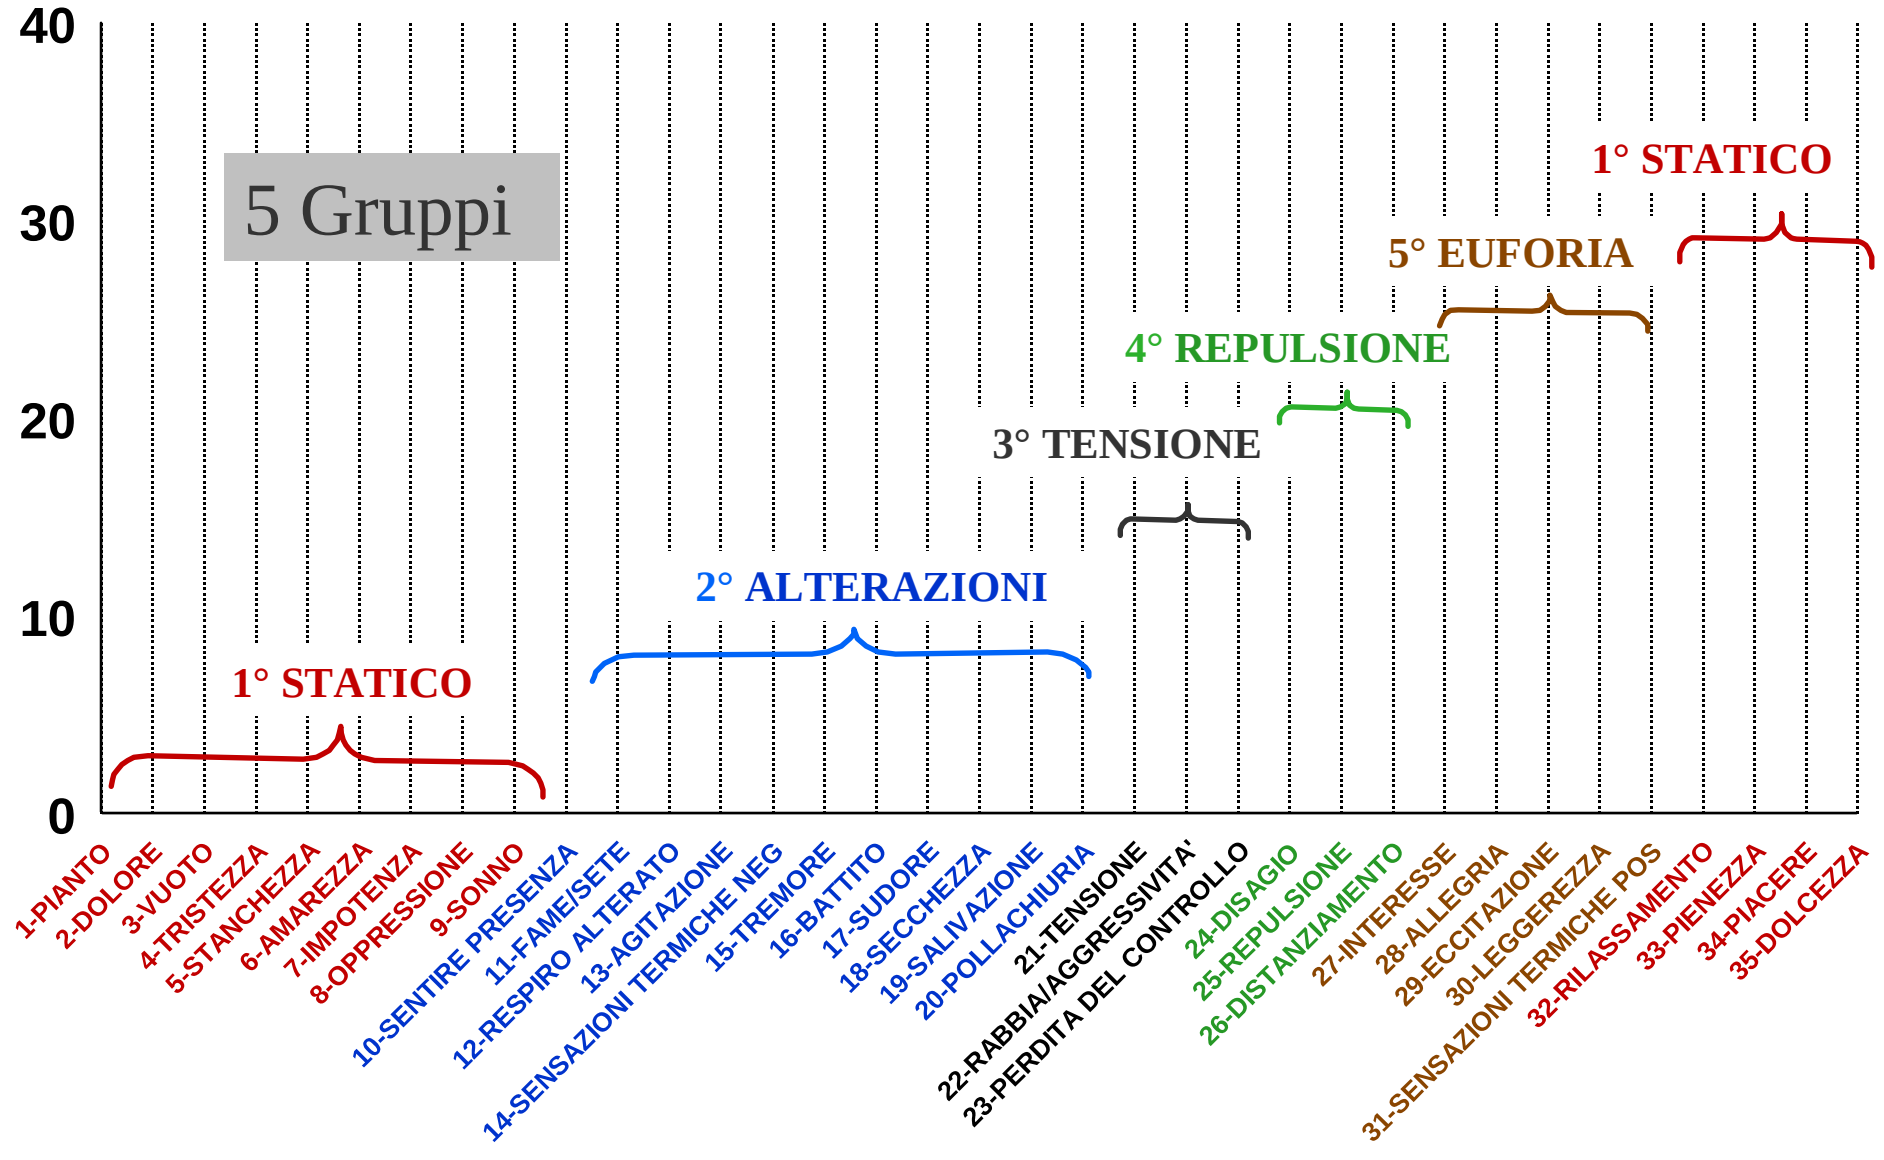 40
30
20
10
0
5 Gruppi
1° STATICO
5° EUFORIA
4° REPULSIONE
3° TENSIONE
2° ALTERAZIONI
1° STATICO
1-PIANTO
2-DOLORE
3-VUOTO
4-TRISTEZZA
5-STANCHEZZA
6-AMAREZZA
7-IMPOTENZA
8-OPPRESSIONE
9-SONNO
10-SENTIRE PRESENZA
11-FAME/SETE
12-RESPIRO ALTERATO
13-AGITAZIONE
14-SENSAZIONI TERMICHE NEG
15-TREMORE
16-BATTITO
17-SUDORE
18-SECCHEZZA
19-SALIVAZIONE
20-POLLACHIURIA
21-TENSIONE
22-RABBIA/AGGRESSIVITA'
23-PERDITA DEL CONTROLLO
24-DISAGIO
25-REPULSIONE
26-DISTANZIAMENTO
27-INTERESSE
28-ALLEGRIA
29-ECCITAZIONE
30-LEGGEREZZA
31-SENSAZIONI TERMICHE POS
32-RILASSAMENTO
33-PIENEZZA
34-PIACERE
35-DOLCEZZA